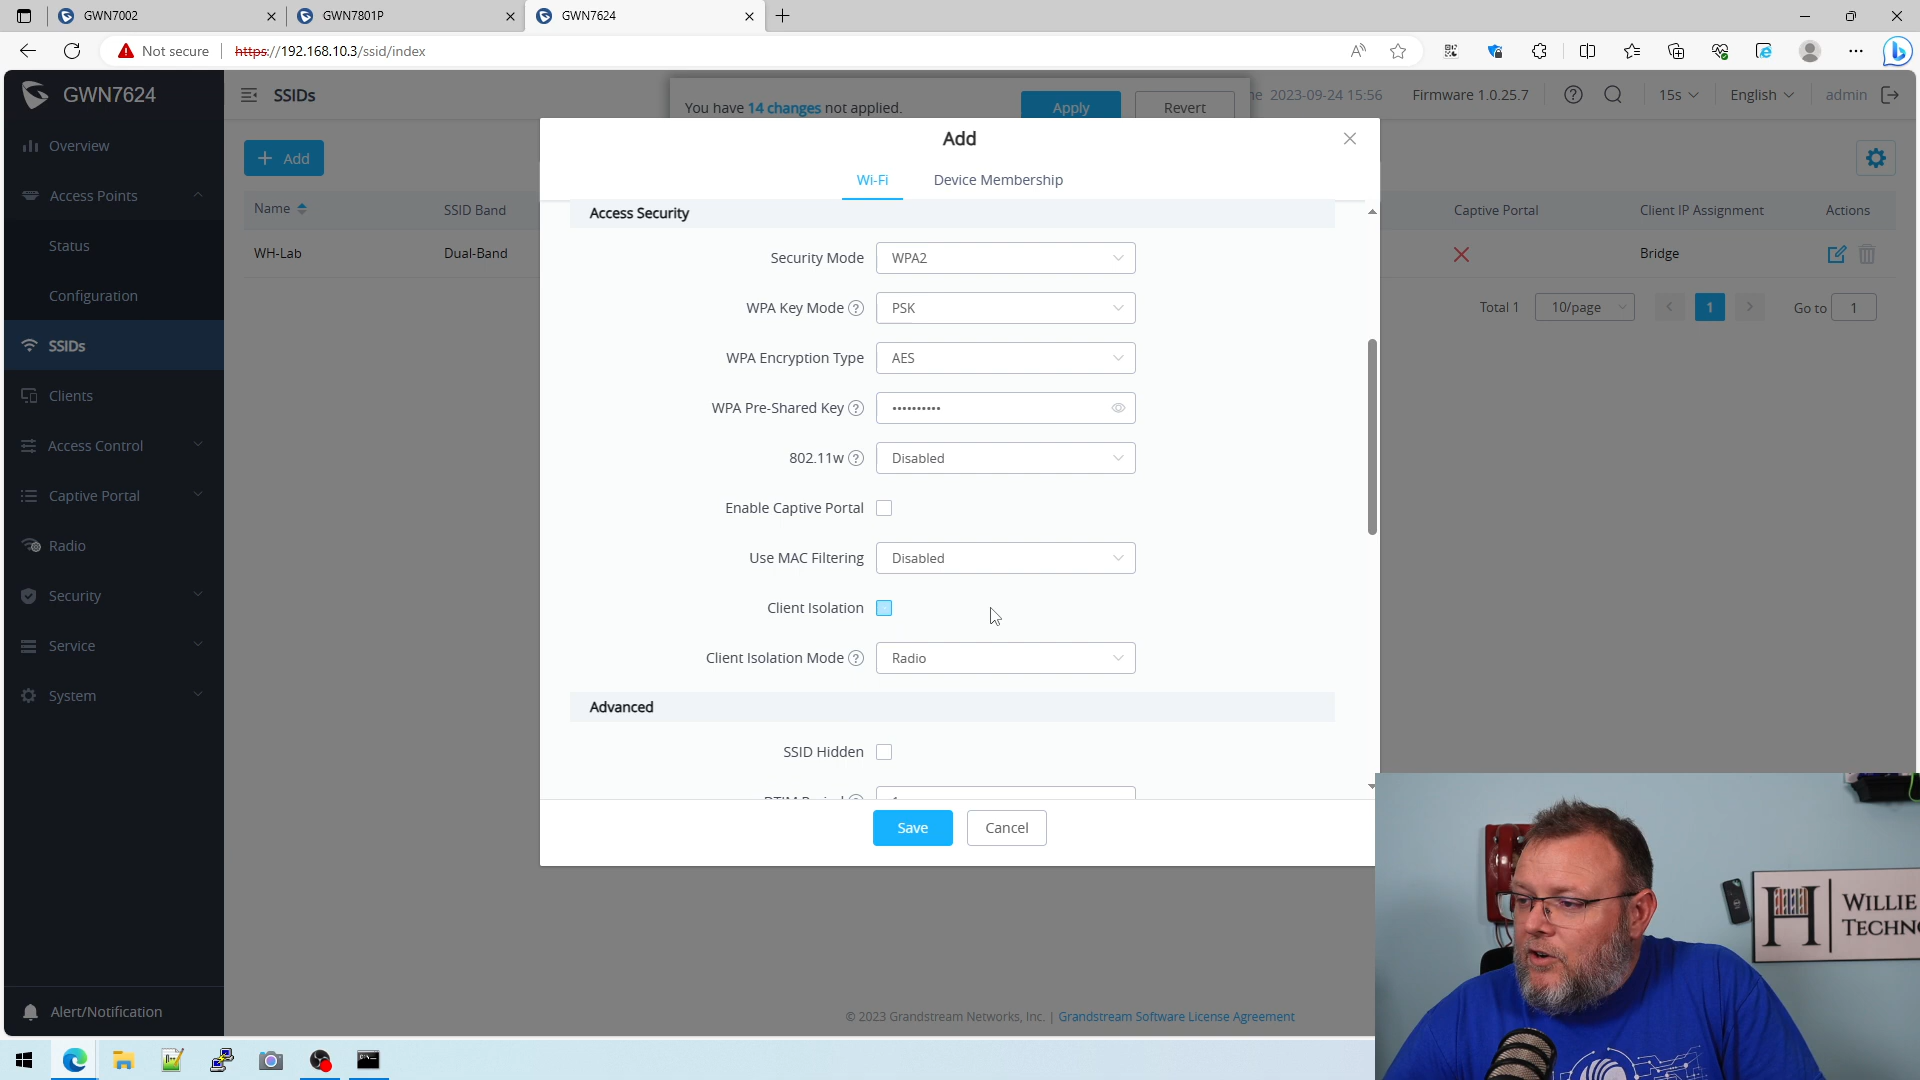 GWN7002
GWN7801P
GWN7624
Not secure
https://192.168.10.3/ssid/index
GWN7624
SSIDs
You have 14 changes not applied.
Apply
Revert
2023-09-24 15:56
Firmware 1.0.25.7
15s
English
admin
Overview
Access Points
Status
Configuration
SSIDs
Clients
Access Control
Captive Portal
Radio
Security
Service
System
Alert/Notification
Add
Name
SSID Band
Captive Portal
Client IP Assignment
Actions
WH-Lab
Dual-Band
Bridge
Total 1
10/page
1
Go to
1
Add
Wi-Fi
Device Membership
Access Security
Security Mode
WPA2
WPA Key Mode
PSK
WPA Encryption Type
AES
WPA Pre-Shared Key
••••••••••
802.11w
Disabled
Enable Captive Portal
Use MAC Filtering
Disabled
Client Isolation
Client Isolation Mode
Radio
Advanced
SSID Hidden
Save
Cancel
© 2023 Grandstream Networks, Inc. | Grandstream Software License Agreement
H
WILLIE
TECHN